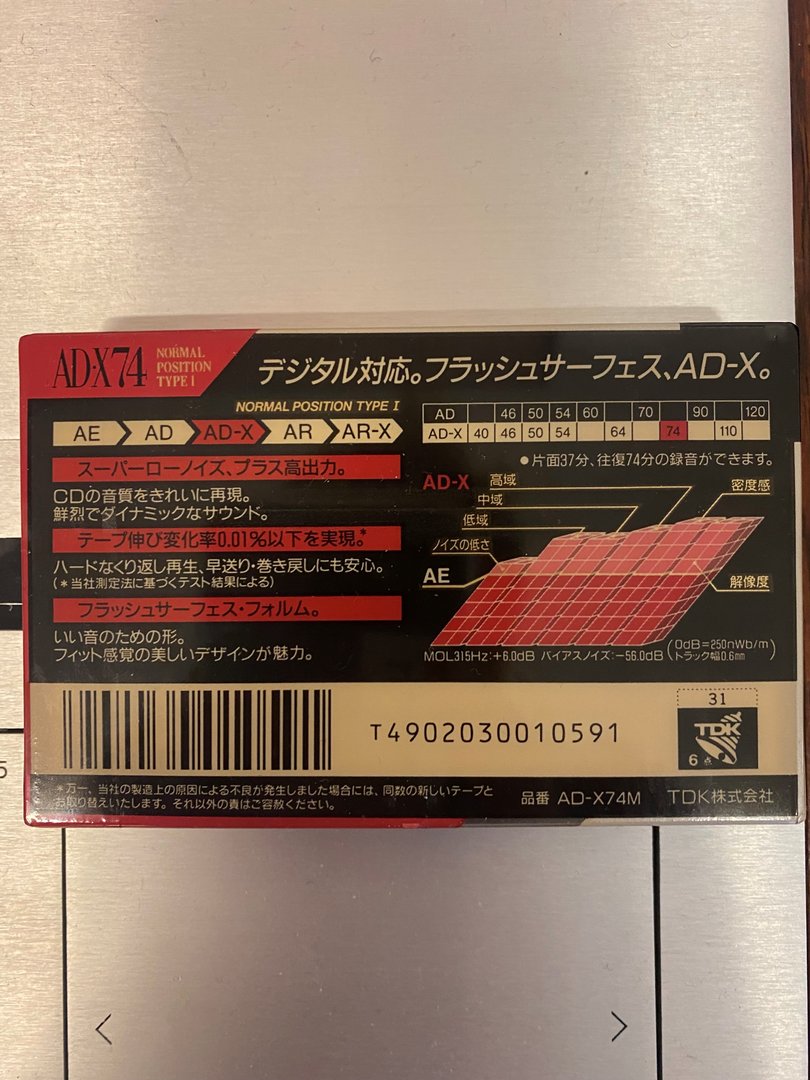 AD-X74
NORMAL
POSITION
TYPE I
デジタル対応。フラッシュサーフェス、AD-X。
NORMAL POSITION TYPE I
AE AD AD-X AR AR-X
スーパーローノイズ、プラス高出力。
CDの音質をきれいに再現。
鮮烈でダイナミックなサウンド。
テープ伸び変化率0.01%以下を実現。*
ハードなくり返し再生、早送り・巻き戻しにも安心。
(*当社測定法に基づくテスト結果による)
フラッシュサーフェス・フォルム。
いい音のための形。
フィット感覚の美しいデザインが魅力。
AD 46 50 54 60 70 90 120
AD-X 40 46 50 54 64 74 110
●片面37分、往復74分の録音ができます。
AD-X
高域
中域
低域
ノイズの低さ
AE
密度感
解像度
MOL315Hz:+6.0dB バイアスノイズ:-56.0dB
(0dB=250nWb/m
トラック幅0.6mm)
T4902030010591
31
TDK
6点
*万一、当社の製造上の原因による不良が発生しました場合には、同数の新しいテープと
お取り替えいたします。それ以外の責はご容赦ください。
品番 AD-X74M TDK株式会社
5
<
>